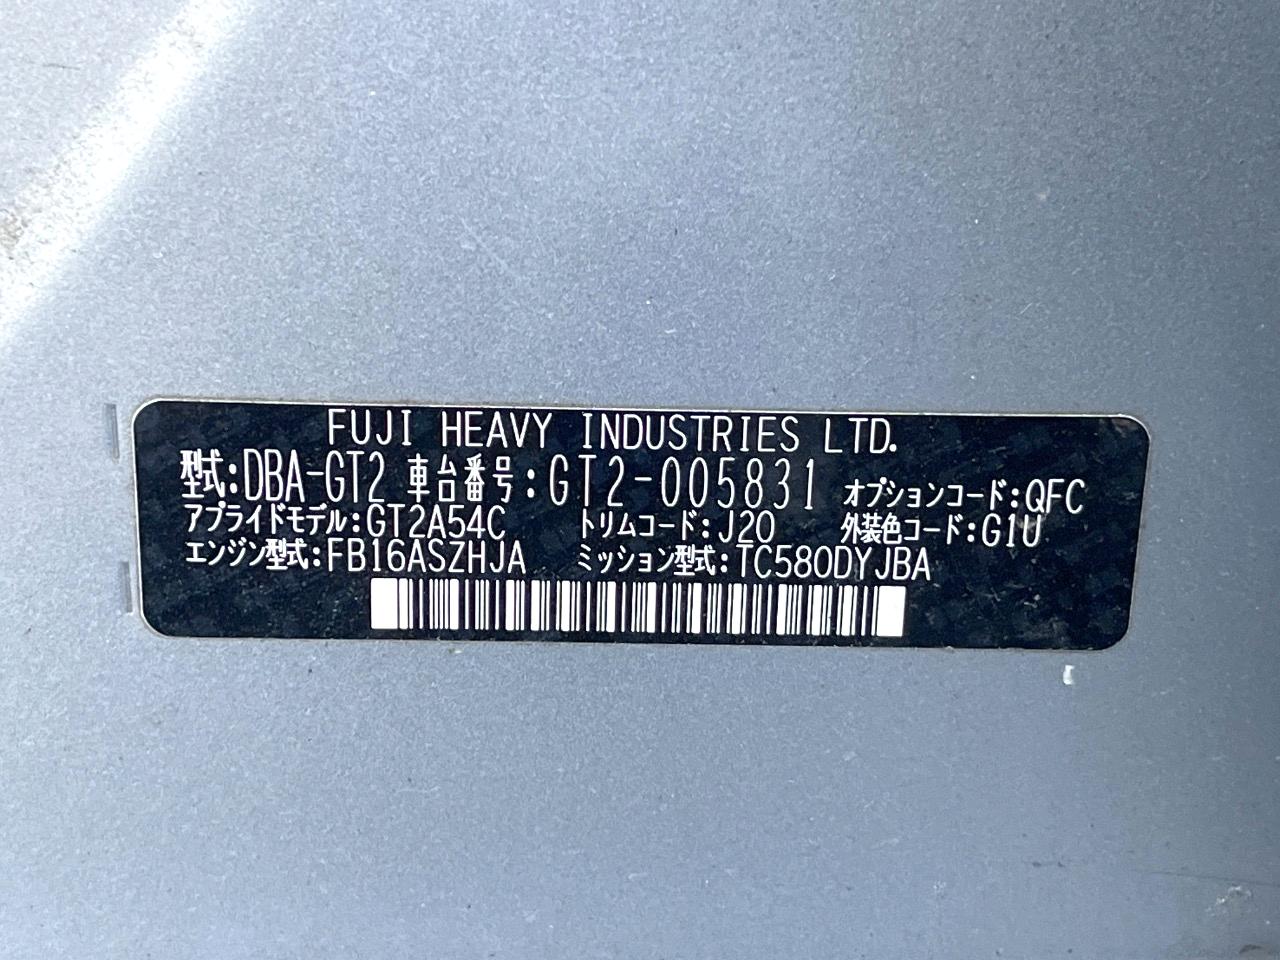 FUJI HEAVY INDUSTRIES LTD.
型式:DBA-GT2 車台番号:GT2-005831 オプションコード:QFC
アプライドモデル:GT2A54C トリムコード:J20 外装色コード:G1U
エンジン型式:FB16ASZHJA ミッション型式:TC580DYJBA